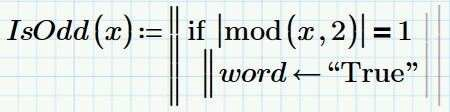 IsOdd(x):=‖ if |mod(x,2)|=1
‖ word←“True”